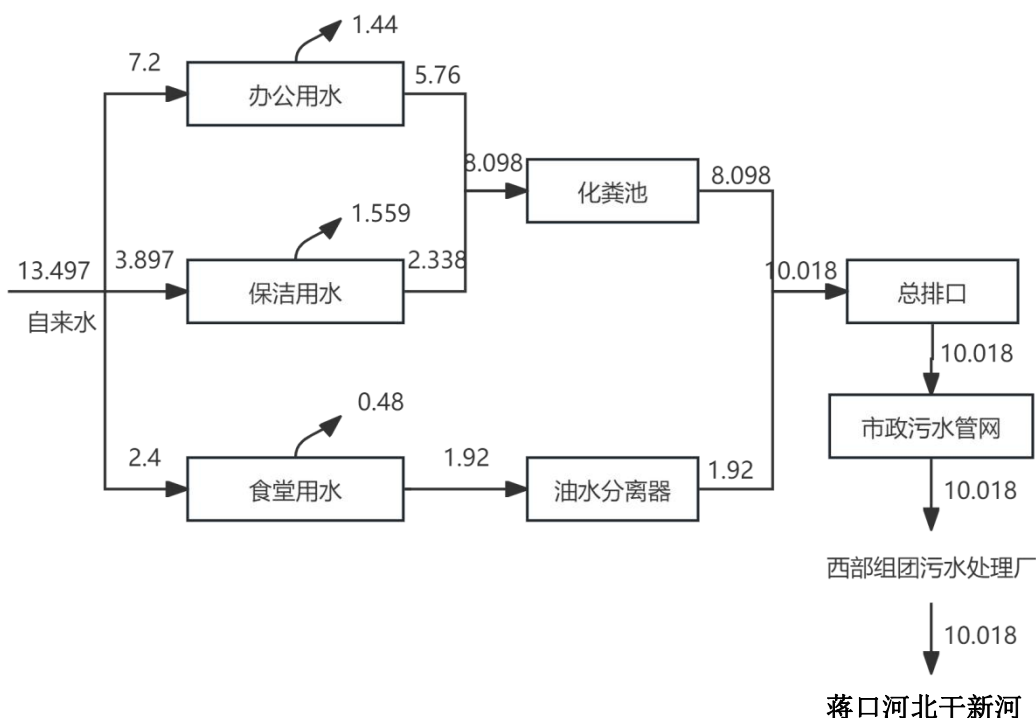 1.44
7.2
办公用水
5.76
8.098
化粪池
8.098
1.559
13.497
3.897
保洁用水
2.338
10.018
总排口
自来水
10.018
0.48
市政污水管网
2.4
食堂用水
1.92
油水分离器
1.92
10.018
西部组团污水处理厂
10.018
蒋口河北干新河